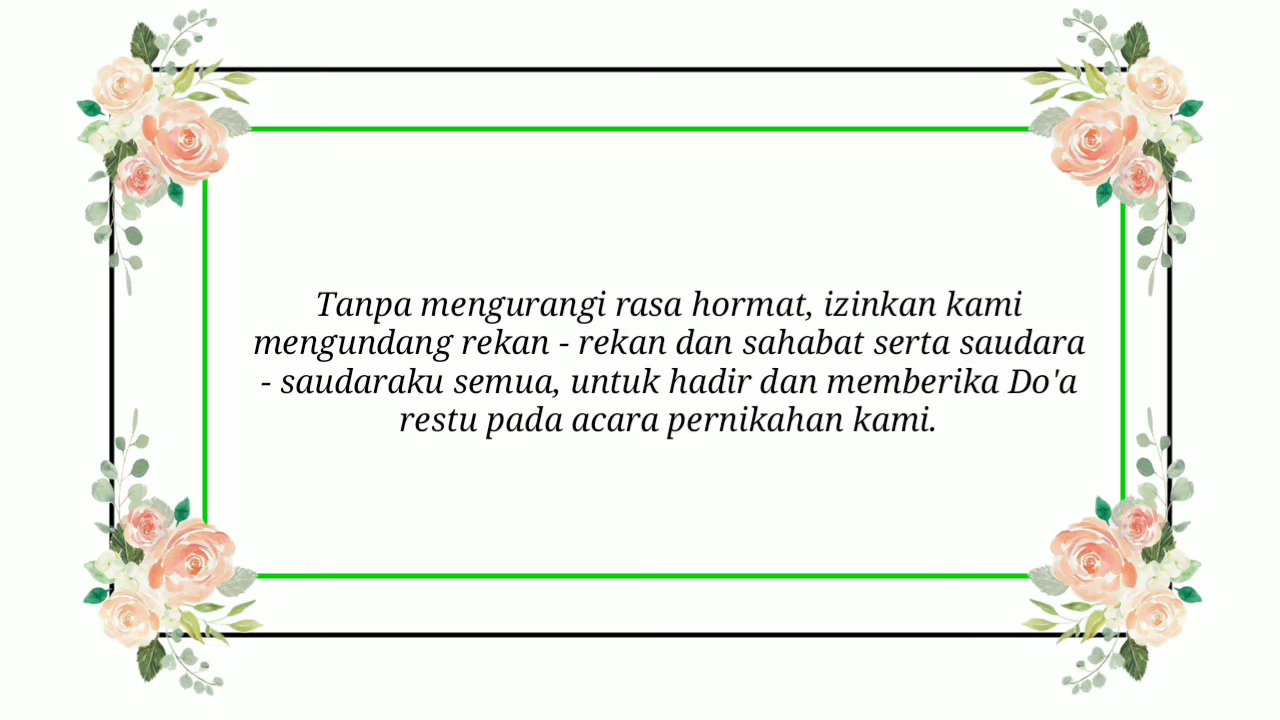 Tanpa mengurangi rasa hormat, izinkan kami
mengundang rekan - rekan dan sahabat serta saudara
- saudaraku semua, untuk hadir dan memberika Do'a
restu pada acara pernikahan kami.